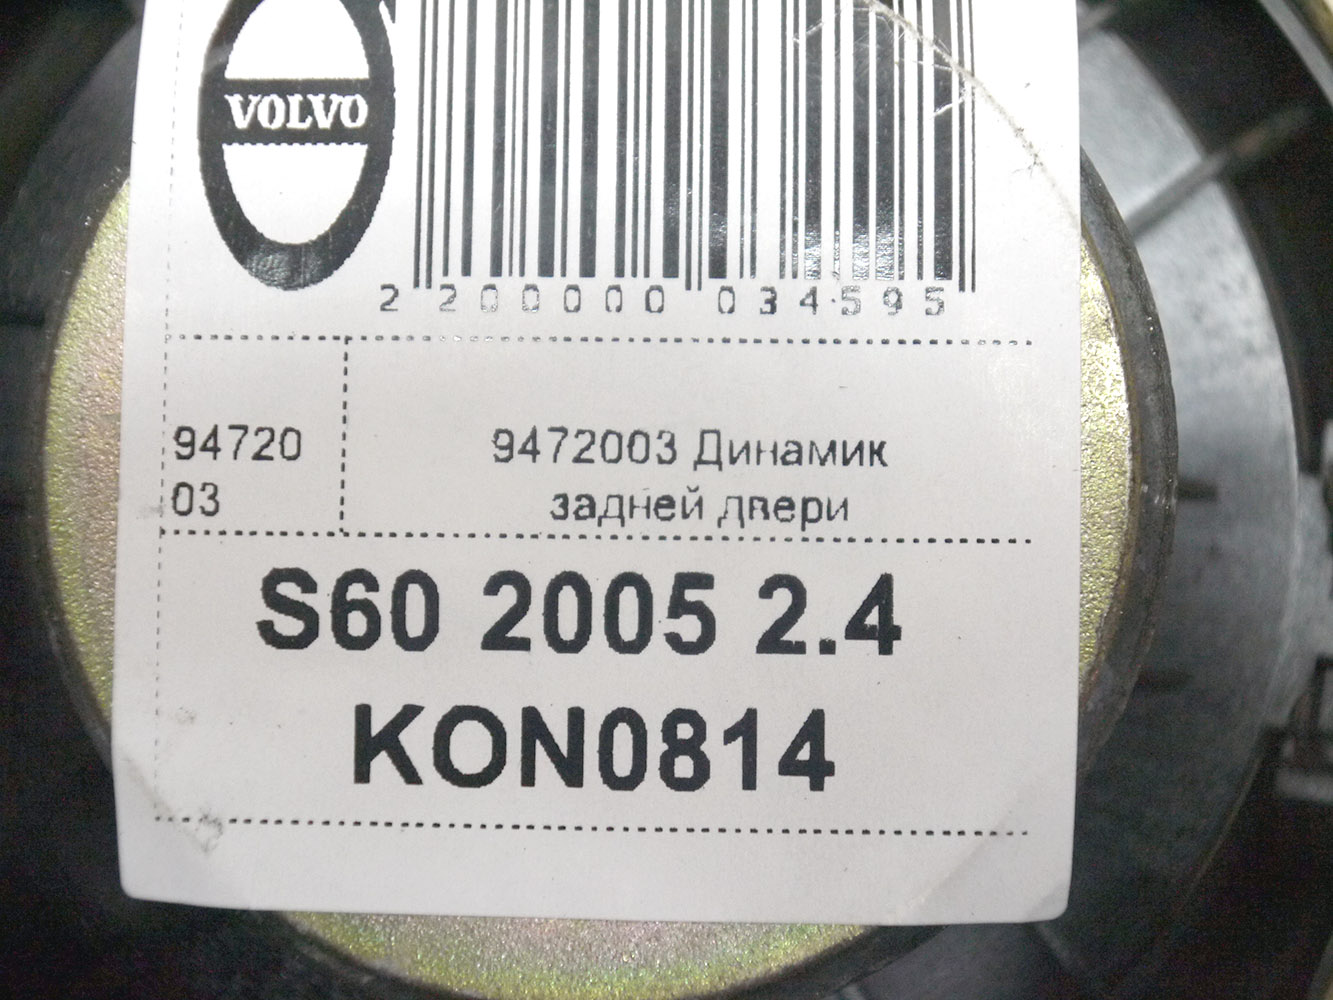 VOLVO
2 200000 034595
94720
03
9472003 Динамик
задней двери
S60 2005 2.4
KON0814